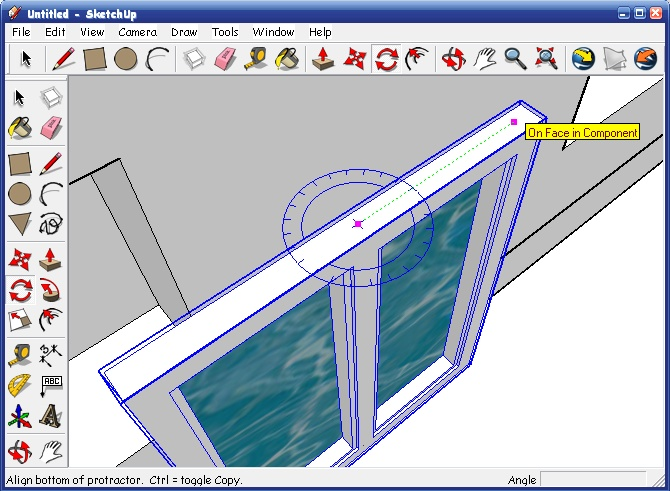 Untitled - SketchUp
File Edit View Camera Draw Tools Window Help
On Face in Component
ABC
A
Align bottom of protractor. Ctrl = toggle Copy. Angle